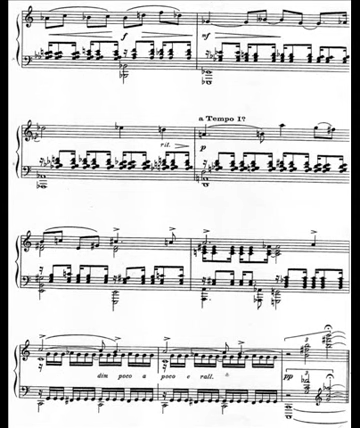 f
mf
a Tempo I?
rit.
p
dim poco a poco e rall.
pp